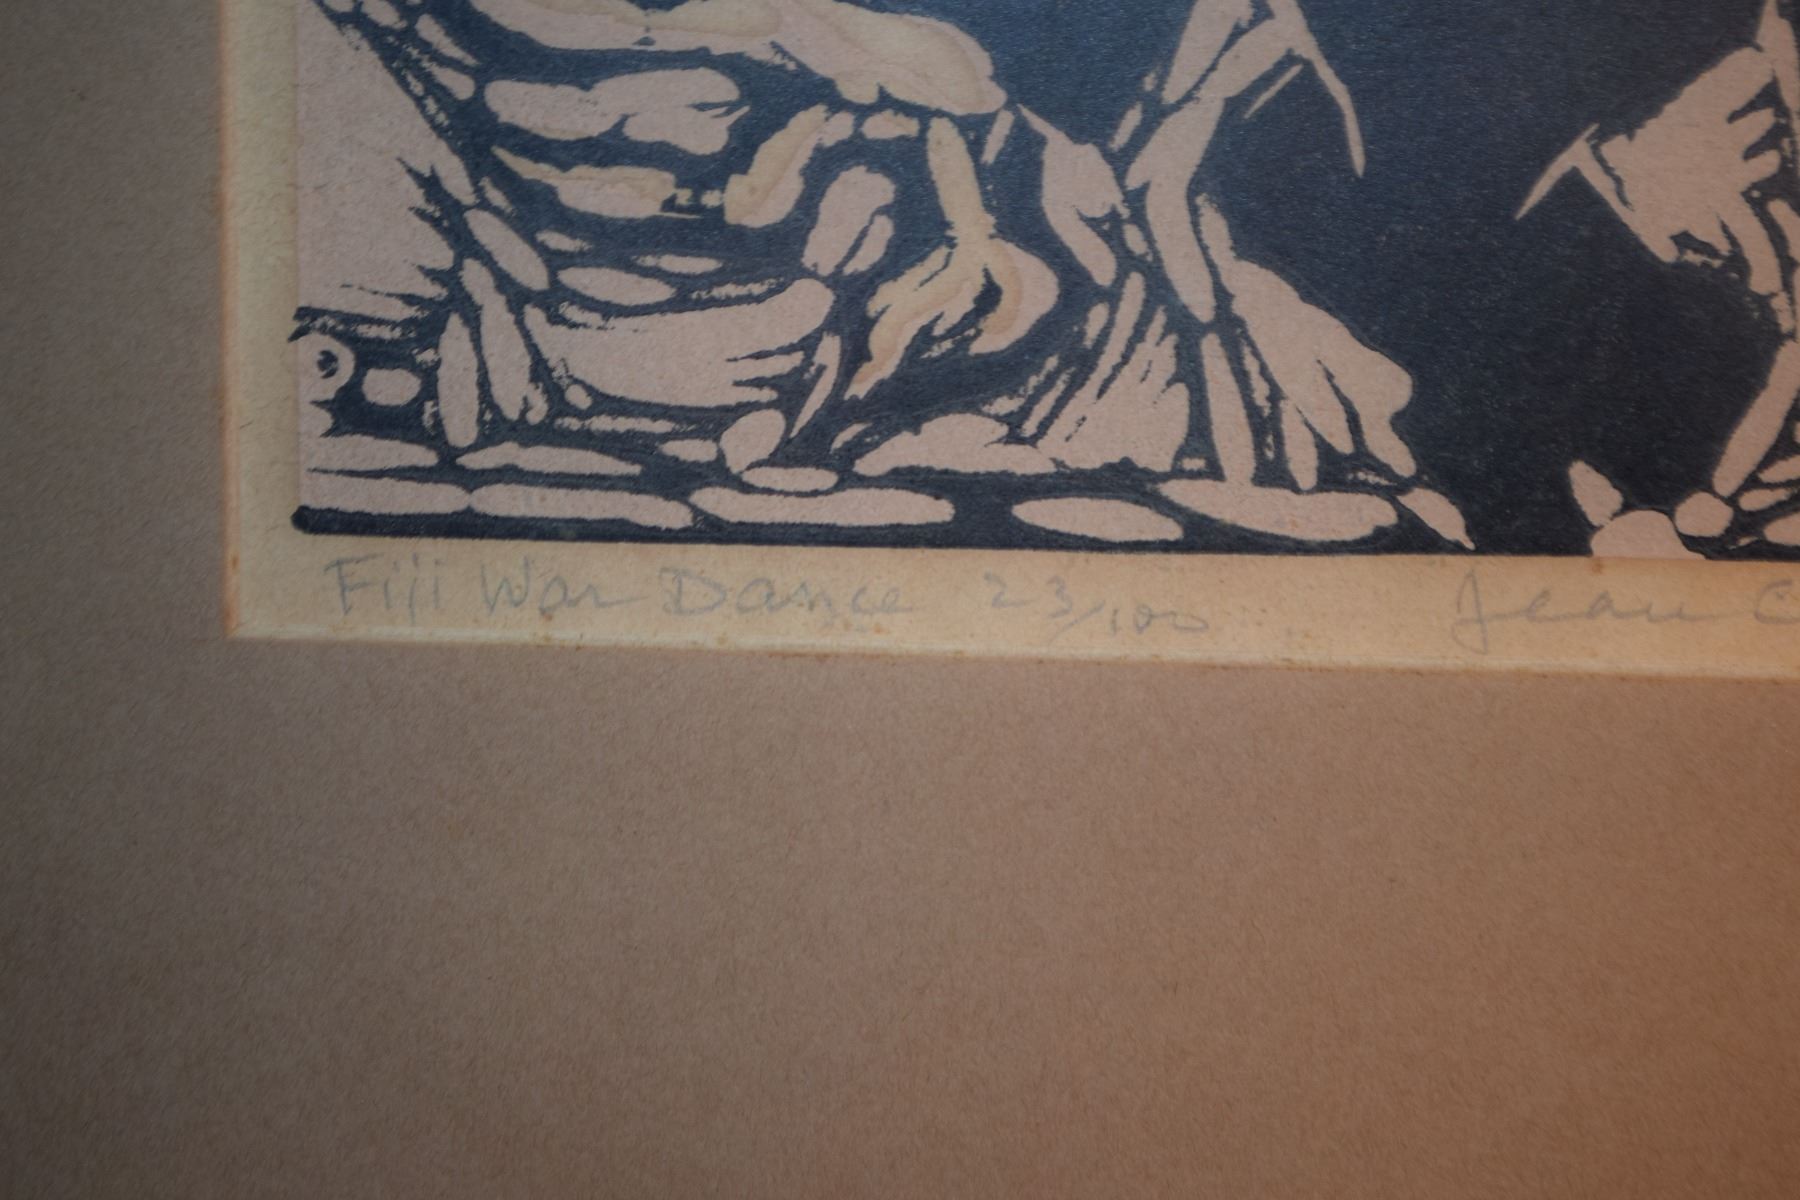 Fiji War Dance 23/100 Jean C